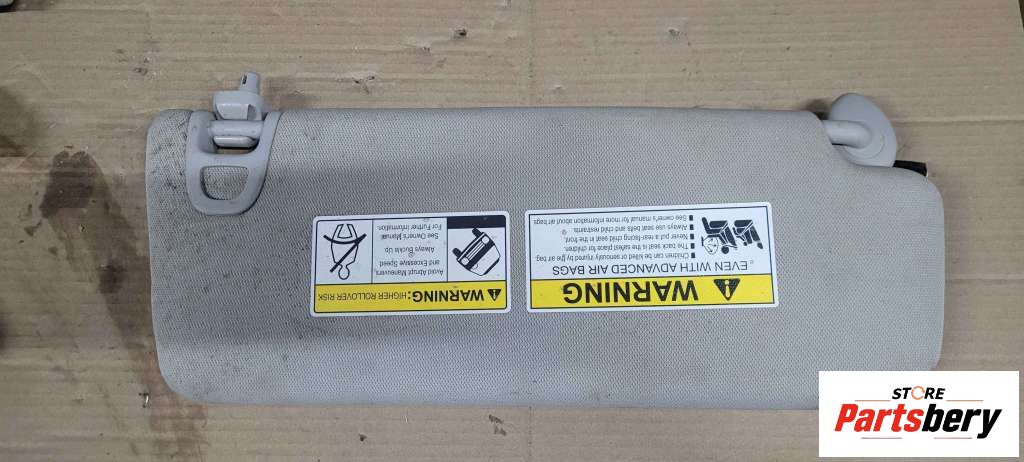 WARNING
EVEN WITH ADVANCED AIR BAGS
Children can be killed or seriously injured by the air bag.
The back seat is the safest place for children.
Never put a rear-facing child seat in the front.
Always use seat belts and child restraints.
See owner's manual for more information about air bags
WARNING: HIGHER ROLLOVER RISK
Avoid Abrupt Maneuvers
and Excessive Speed.
Always Buckle Up.
See Owner's Manual
For Further Information.
STORE
Partsbery